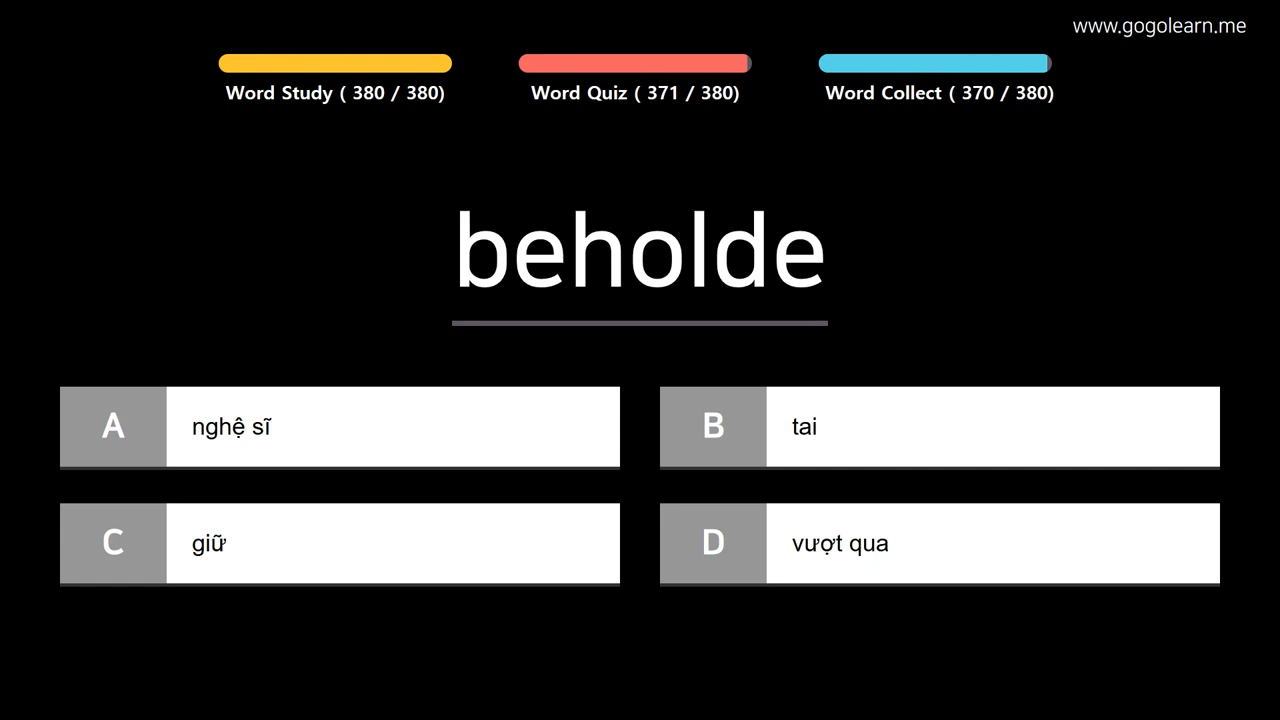 www.gogolearn.me
Word Study ( 380 / 380)
Word Quiz ( 371 / 380)
Word Collect ( 370 / 380)
beholde
A nghệ sĩ
B tai
C giữ
D vượt qua